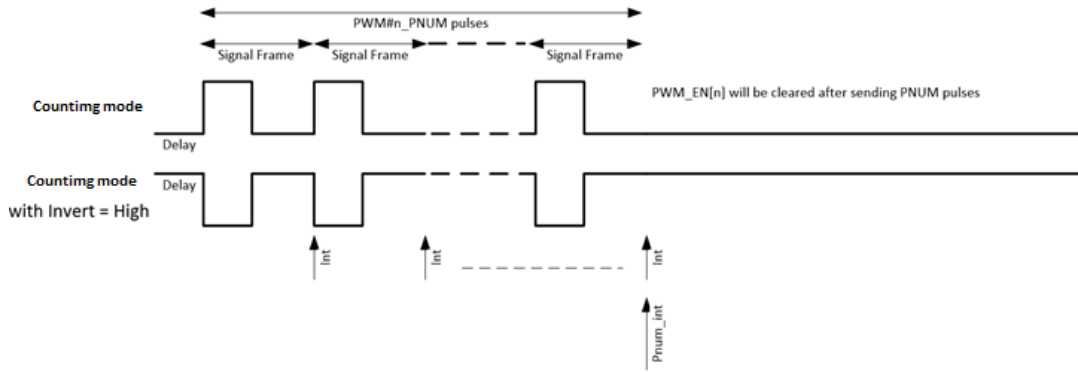 PWM#n_PNUM pulses
Signal Frame
Signal Frame
Signal Frame
Countimg mode
PWM_EN[n] will be cleared after sending PNUM pulses
Delay
Countimg mode
Delay
with Invert = High
Int
Int
Int
Pnum_int